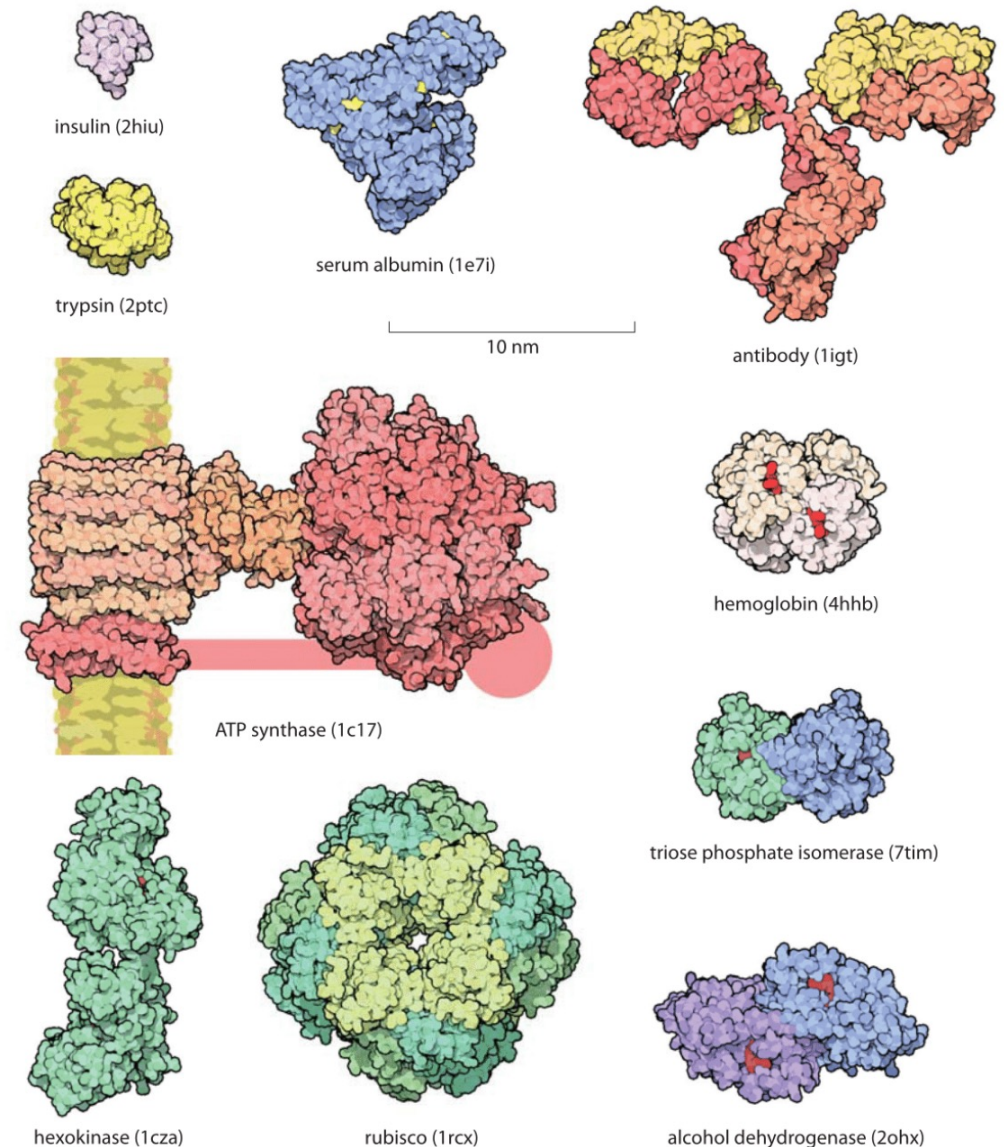 insulin (2hiu)
serum albumin (1e7i)
trypsin (2ptc)
10 nm
antibody (1igt)
hemoglobin (4hhb)
ATP synthase (1c17)
triose phosphate isomerase (7tim)
hexokinase (1cza)
rubisco (1rcx)
alcohol dehydrogenase (2ohx)